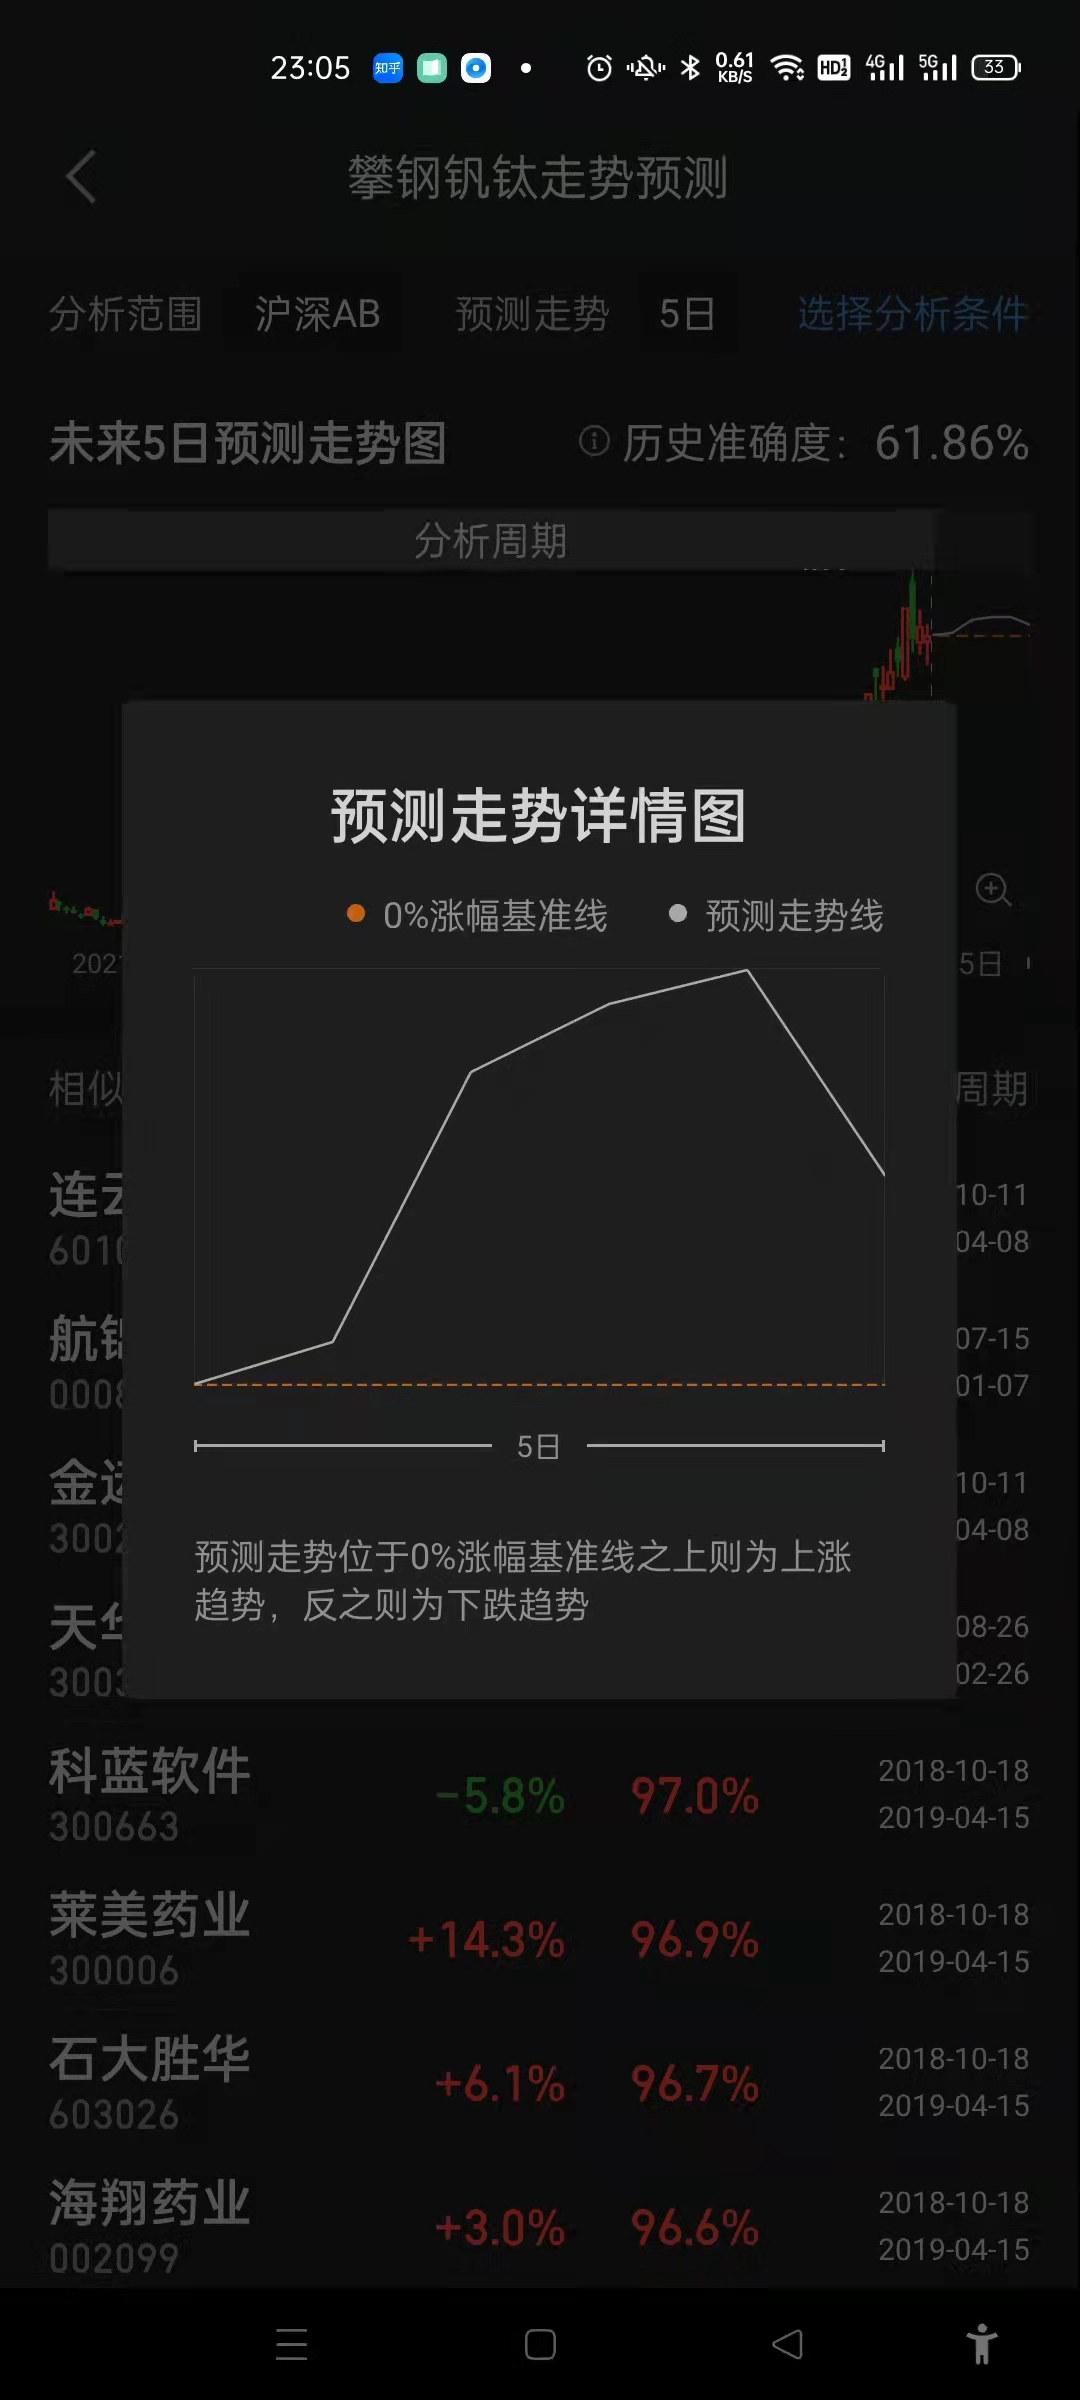 23:05 知乎 0.61 KB/S HD 1 2 4G 5G 33
攀钢钒钛走势预测
分析范围 沪深AB 预测走势 5日 选择分析条件
未来5日预测走势图 历史准确度：61.86%
分析周期
预测走势详情图
0%涨幅基准线 预测走势线
202 5日
相似 周期
连云 10-11
601 04-08
航锦 07-15
000 01-07
5日
金运 10-11
300 04-08
预测走势位于0%涨幅基准线之上则为上涨
趋势，反之则为下跌趋势
天华 08-26
300 02-26
科蓝软件 -5.8% 97.0% 2018-10-18
300663 2019-04-15
莱美药业 +14.3% 96.9% 2018-10-18
300006 2019-04-15
石大胜华 +6.1% 96.7% 2018-10-18
603026 2019-04-15
海翔药业 +3.0% 96.6% 2018-10-18
002099 2019-04-15